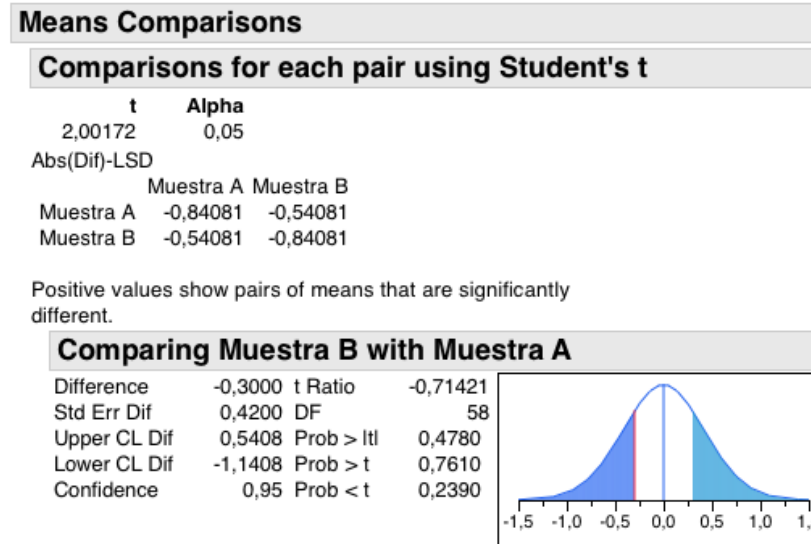 Means Comparisons
Comparisons for each pair using Student's t
t Alpha
2,00172 0,05
Abs(Dif)-LSD
Muestra A Muestra B
Muestra A -0,84081 -0,54081
Muestra B -0,54081 -0,84081
Positive values show pairs of means that are significantly
different.
Comparing Muestra B with Muestra A
Difference -0,3000 t Ratio -0,71421
Std Err Dif 0,4200 DF 58
Upper CL Dif 0,5408 Prob > |t| 0,4780
Lower CL Dif -1,1408 Prob > t 0,7610
Confidence 0,95 Prob < t 0,2390
-1,5 -1,0 -0,5 0,0 0,5 1,0